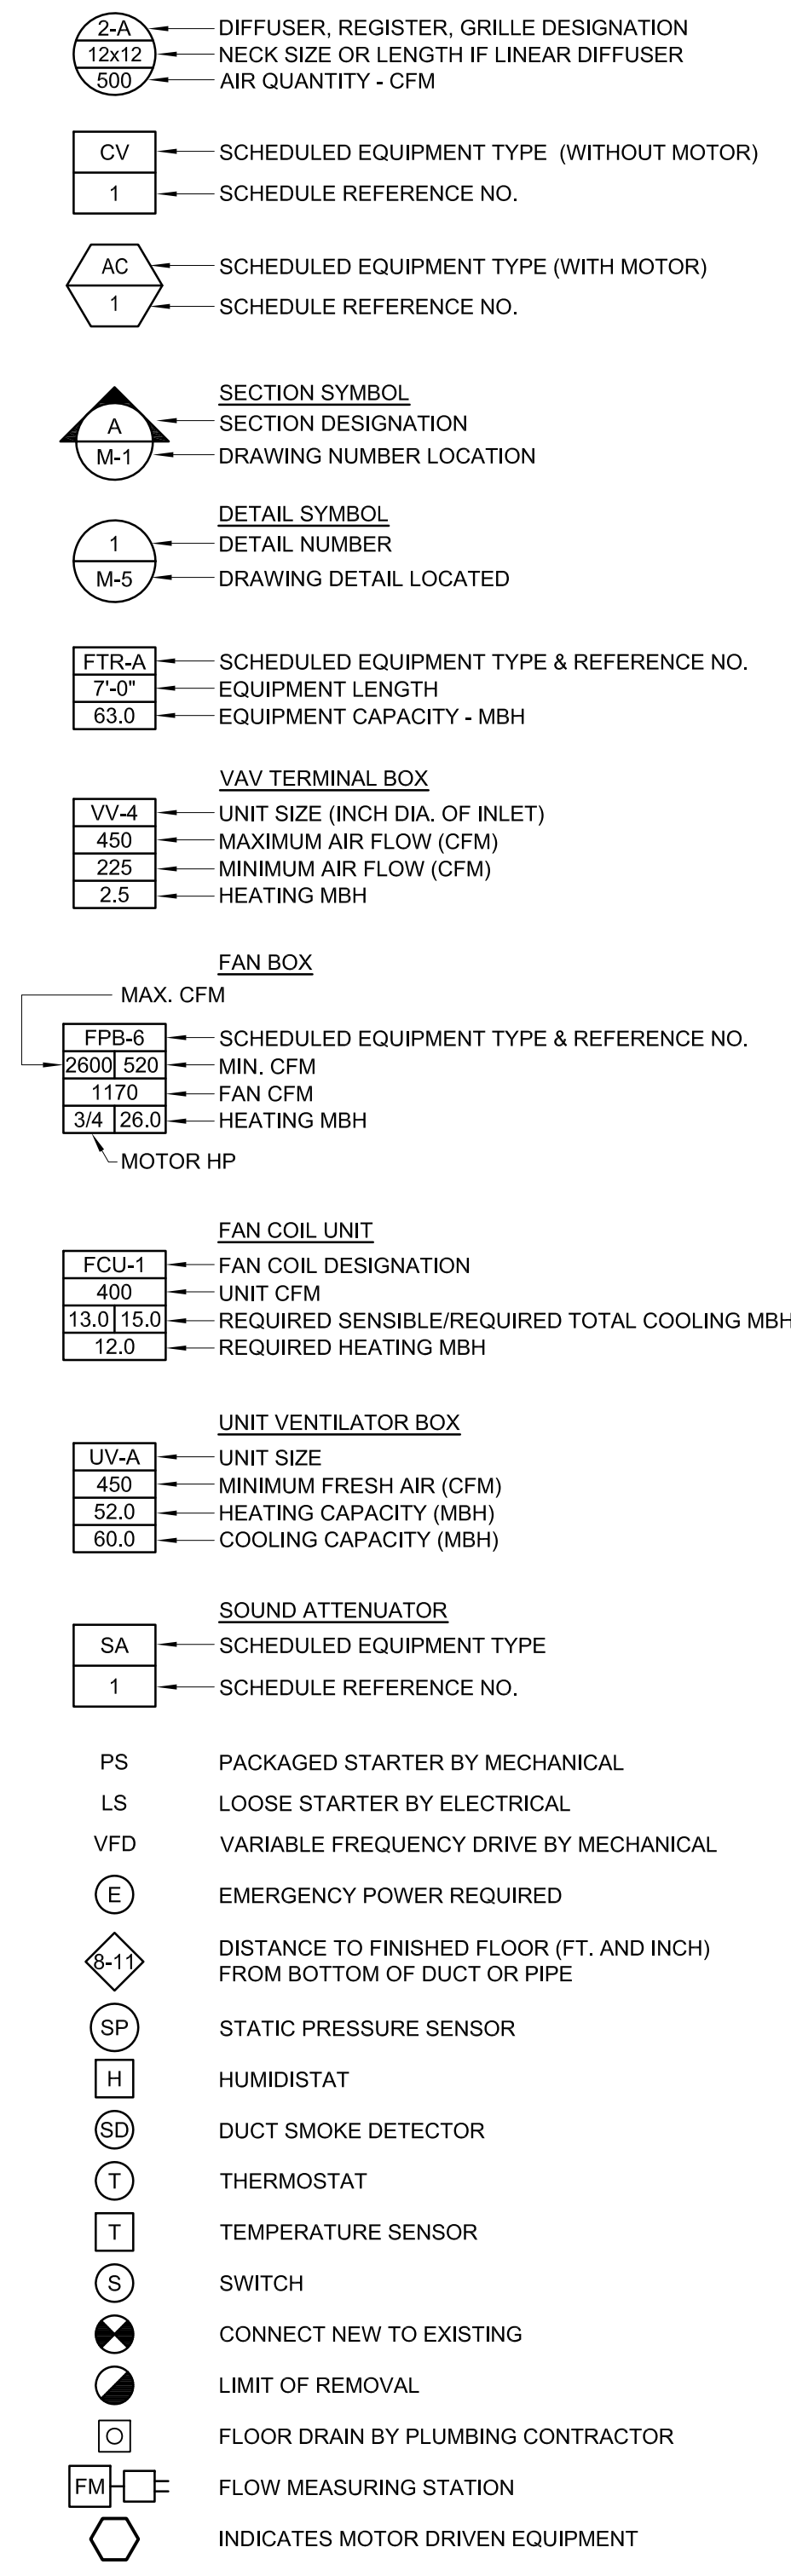 2-A DIFFUSER, REGISTER, GRILLE DESIGNATION
12x12 NECK SIZE OR LENGTH IF LINEAR DIFFUSER
500 AIR QUANTITY - CFM
CV SCHEDULED EQUIPMENT TYPE (WITHOUT MOTOR)
1 SCHEDULE REFERENCE NO.
AC SCHEDULED EQUIPMENT TYPE (WITH MOTOR)
1 SCHEDULE REFERENCE NO.
SECTION SYMBOL
A SECTION DESIGNATION
M-1 DRAWING NUMBER LOCATION
DETAIL SYMBOL
1 DETAIL NUMBER
M-5 DRAWING DETAIL LOCATED
FTR-A SCHEDULED EQUIPMENT TYPE & REFERENCE NO.
7'-0" EQUIPMENT LENGTH
63.0 EQUIPMENT CAPACITY - MBH
VAV TERMINAL BOX
VV-4 UNIT SIZE (INCH DIA. OF INLET)
450 MAXIMUM AIR FLOW (CFM)
225 MINIMUM AIR FLOW (CFM)
2.5 HEATING MBH
FAN BOX
MAX. CFM
FPB-6 SCHEDULED EQUIPMENT TYPE & REFERENCE NO.
2600 520 MIN. CFM
1170 FAN CFM
3/4 26.0 HEATING MBH
MOTOR HP
FAN COIL UNIT
FCU-1 FAN COIL DESIGNATION
400 UNIT CFM
13.0 15.0 REQUIRED SENSIBLE/REQUIRED TOTAL COOLING MBH
12.0 REQUIRED HEATING MBH
UNIT VENTILATOR BOX
UV-A UNIT SIZE
450 MINIMUM FRESH AIR (CFM)
52.0 HEATING CAPACITY (MBH)
60.0 COOLING CAPACITY (MBH)
SOUND ATTENUATOR
SA SCHEDULED EQUIPMENT TYPE
1 SCHEDULE REFERENCE NO.
PS PACKAGED STARTER BY MECHANICAL
LS LOOSE STARTER BY ELECTRICAL
VFD VARIABLE FREQUENCY DRIVE BY MECHANICAL
E EMERGENCY POWER REQUIRED
8-11 DISTANCE TO FINISHED FLOOR (FT. AND INCH)
FROM BOTTOM OF DUCT OR PIPE
SP STATIC PRESSURE SENSOR
H HUMIDISTAT
SD DUCT SMOKE DETECTOR
T THERMOSTAT
T TEMPERATURE SENSOR
S SWITCH
CONNECT NEW TO EXISTING
LIMIT OF REMOVAL
FLOOR DRAIN BY PLUMBING CONTRACTOR
FM FLOW MEASURING STATION
INDICATES MOTOR DRIVEN EQUIPMENT